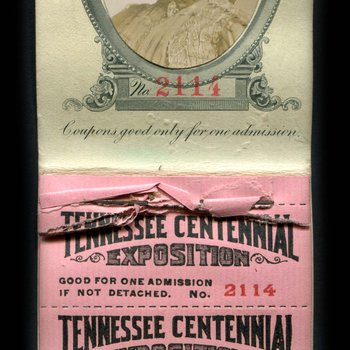 No. 2114
Coupons good only for one admission.
TENNESSEE CENTENNIAL
EXPOSITION
GOOD FOR ONE ADMISSION
IF NOT DETACHED. No. 2114
TENNESSEE CENTENNIAL
EXPOSITION